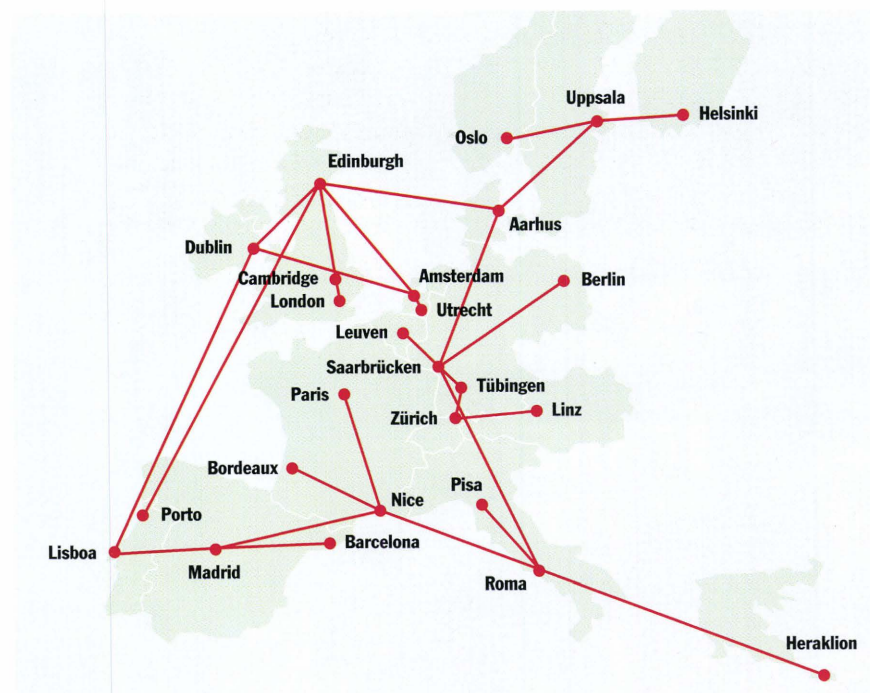 Uppsala
Helsinki
Oslo
Edinburgh
Aarhus
Dublin
Cambridge
Amsterdam
Berlin
London
Utrecht
Leuven
Saarbrücken
Tübingen
Paris
Zürich
Linz
Bordeaux
Pisa
Nice
Porto
Barcelona
Lisboa
Madrid
Roma
Heraklion